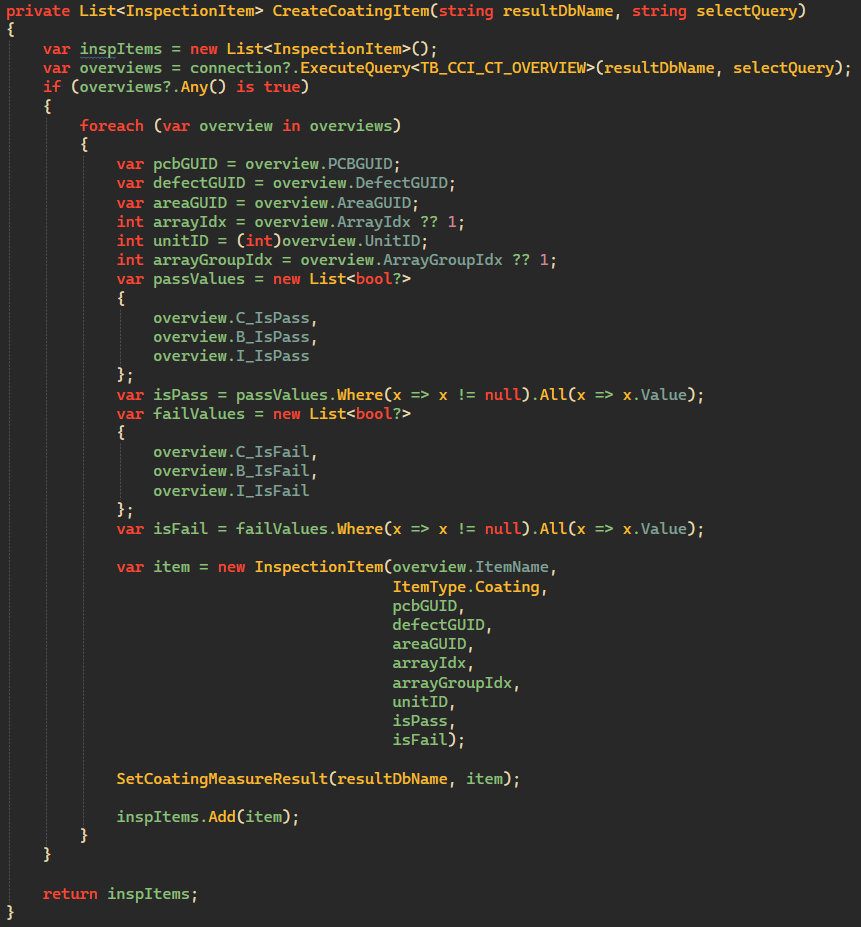 private List<InspectionItem> CreateCoatingItem(string resultDbName, string selectQuery)
{
    var inspItems = new List<InspectionItem>();
    var overviews = connection?.ExecuteQuery<TB_CCI_CT_OVERVIEW>(resultDbName, selectQuery);
    if (overviews?.Any() is true)
    {
        foreach (var overview in overviews)
        {
            var pcbGUID = overview.PCBGUID;
            var defectGUID = overview.DefectGUID;
            var areaGUID = overview.AreaGUID;
            int arrayIdx = overview.ArrayIdx ?? 1;
            int unitID = (int)overview.UnitID;
            int arrayGroupIdx = overview.ArrayGroupIdx ?? 1;
            var passValues = new List<bool?>
            {
                overview.C_IsPass,
                overview.B_IsPass,
                overview.I_IsPass
            };
            var isPass = passValues.Where(x => x != null).All(x => x.Value);
            var failValues = new List<bool?>
            {
                overview.C_IsFail,
                overview.B_IsFail,
                overview.I_IsFail
            };
            var isFail = failValues.Where(x => x != null).All(x => x.Value);

            var item = new InspectionItem(overview.ItemName,
                                          ItemType.Coating,
                                          pcbGUID,
                                          defectGUID,
                                          areaGUID,
                                          arrayIdx,
                                          arrayGroupIdx,
                                          unitID,
                                          isPass,
                                          isFail);

            SetCoatingMeasureResult(resultDbName, item);

            inspItems.Add(item);
        }
    }

    return inspItems;
}